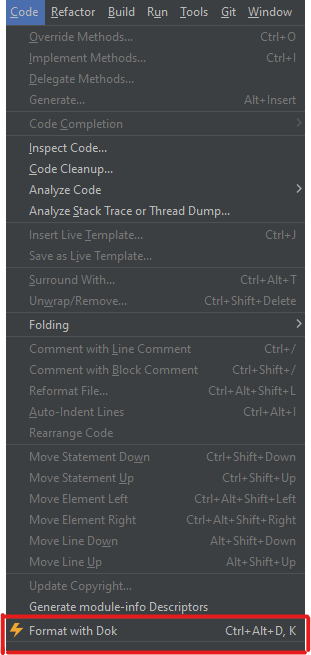 Code Refactor Build Run Tools Git Window
Override Methods... Ctrl+O
Implement Methods... Ctrl+I
Delegate Methods...
Generate... Alt+Insert
Code Completion
Inspect Code...
Code Cleanup...
Analyze Code
Analyze Stack Trace or Thread Dump...
Insert Live Template... Ctrl+J
Save as Live Template...
Surround With... Ctrl+Alt+T
Unwrap/Remove... Ctrl+Shift+Delete
Folding
Comment with Line Comment Ctrl+/
Comment with Block Comment Ctrl+Shift+/
Reformat File... Ctrl+Alt+Shift+L
Auto-Indent Lines Ctrl+Alt+I
Rearrange Code
Move Statement Down Ctrl+Shift+Down
Move Statement Up Ctrl+Shift+Up
Move Element Left Ctrl+Alt+Shift+Left
Move Element Right Ctrl+Alt+Shift+Right
Move Line Down Alt+Shift+Down
Move Line Up Alt+Shift+Up
Update Copyright...
Generate module-info Descriptors
Format with Dok Ctrl+Alt+D, K